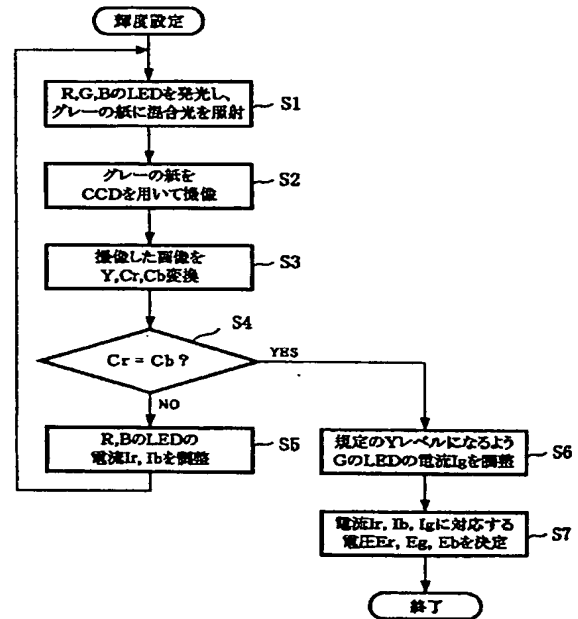 輝度設定
R,G,BのLEDを発光し、
グレーの紙に混合光を照射
S1
グレーの紙を
CCDを用いて撮像
S2
撮像した画像を
Y,Cr,Cb変換
S3
S4
Cr = Cb ?
YES
NO
R,BのLEDの
電流Ir, Ibを調整
S5
規定のYレベルになるよう
GのLEDの電流Igを調整
S6
電流Ir, Ib, Igに対応する
電圧Er, Eg, Ebを決定
S7
終了